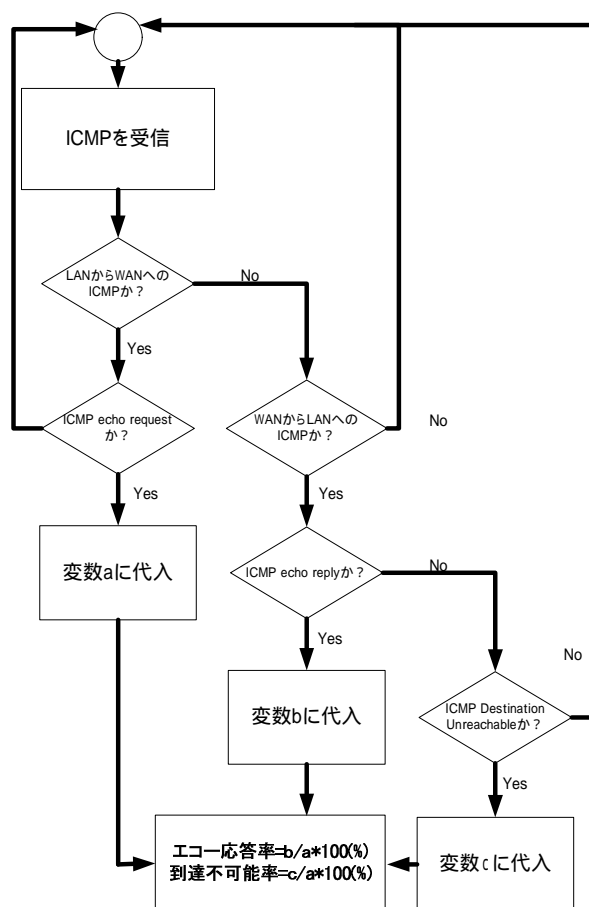 ICMPを受信
LANからWANへの
ICMPか？
No
Yes
ICMP echo request
か？
WANからLANへの
ICMPか？
No
Yes
Yes
変数aに代入
ICMP echo replyか？
No
Yes
No
変数bに代入
ICMP Destination
Unreachableか？
Yes
エコー応答率=b/a*100(%)
到達不可能率=c/a*100(%)
変数cに代入